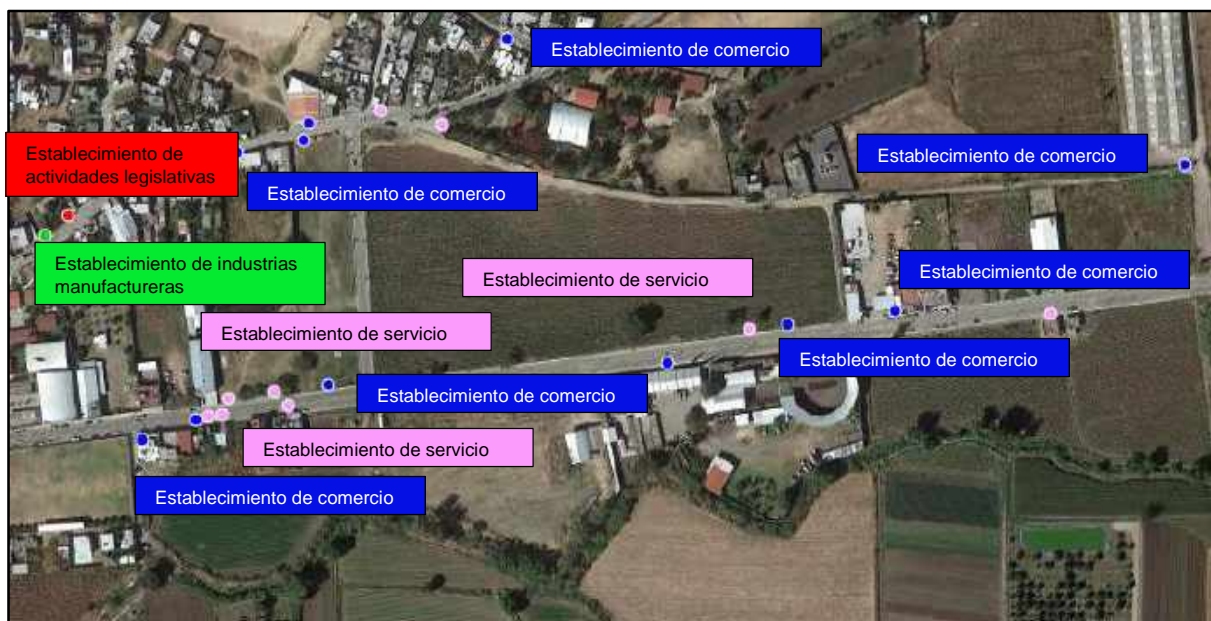 Establecimiento de comercio
Establecimiento de
actividades legislativas
Establecimiento de comercio
Establecimiento de comercio
Establecimiento de industrias
manufactureras
Establecimiento de servicio
Establecimiento de comercio
Establecimiento de servicio
Establecimiento de comercio
Establecimiento de comercio
Establecimiento de servicio
Establecimiento de comercio